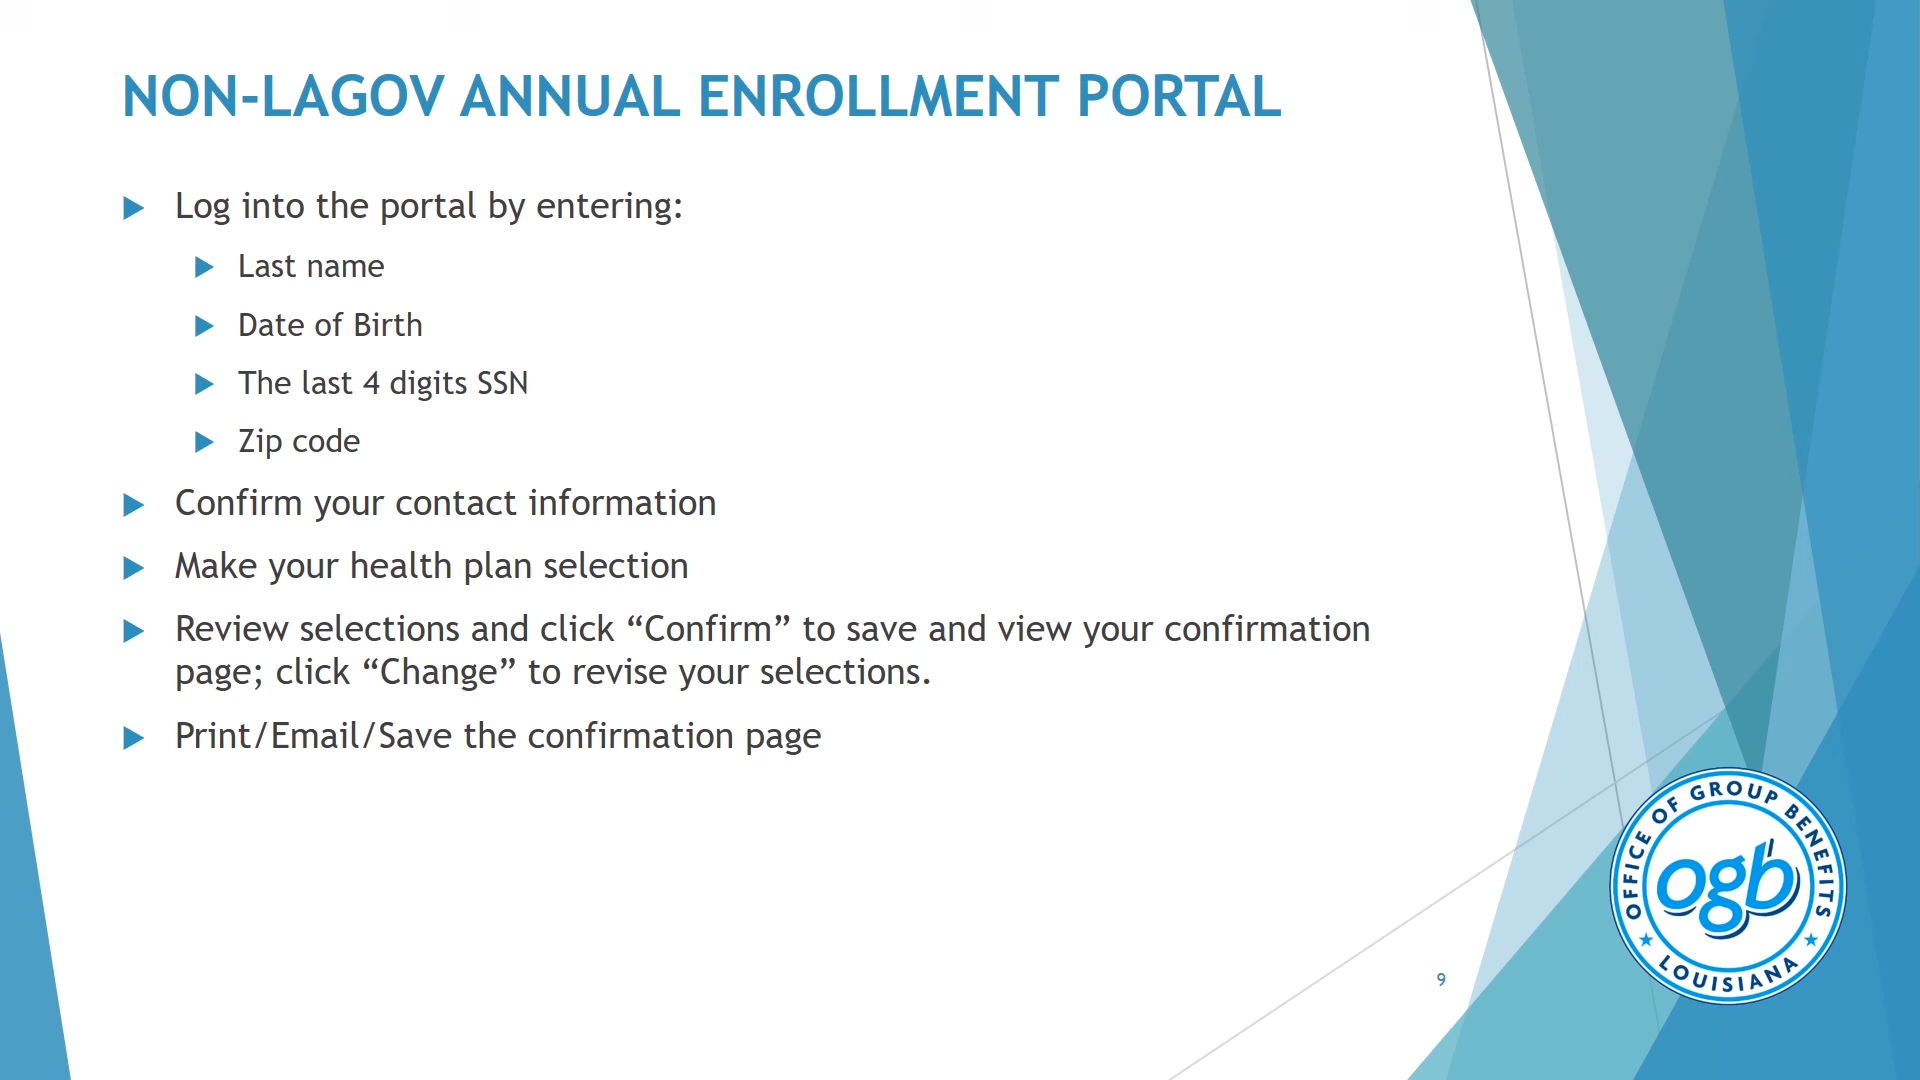 NON-LAGOV ANNUAL ENROLLMENT PORTAL
Log into the portal by entering:
Last name
Date of Birth
The last 4 digits SSN
Zip code
Confirm your contact information
Make your health plan selection
Review selections and click “Confirm” to save and view your confirmation
page; click “Change” to revise your selections.
Print/Email/Save the confirmation page
OFFICE OF GROUP BENEFITS
ogb
LOUISIANA
9